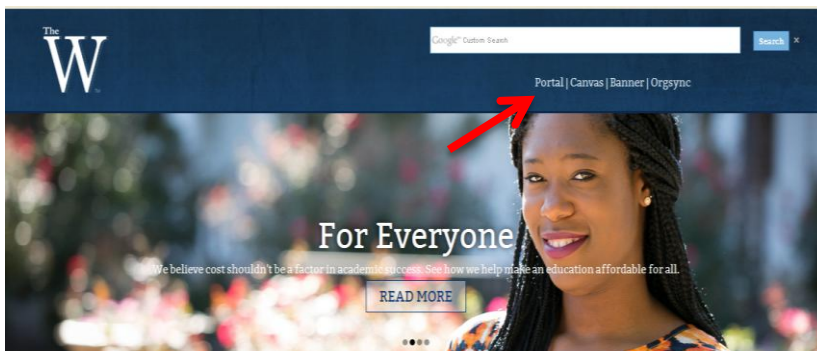 The
W
Google™ Custom Search
Search x
Portal | Canvas | Banner | Orgsync
For Everyone
We believe cost shouldn't be a factor in academic success. See how we help make an education affordable for all.
READ MORE